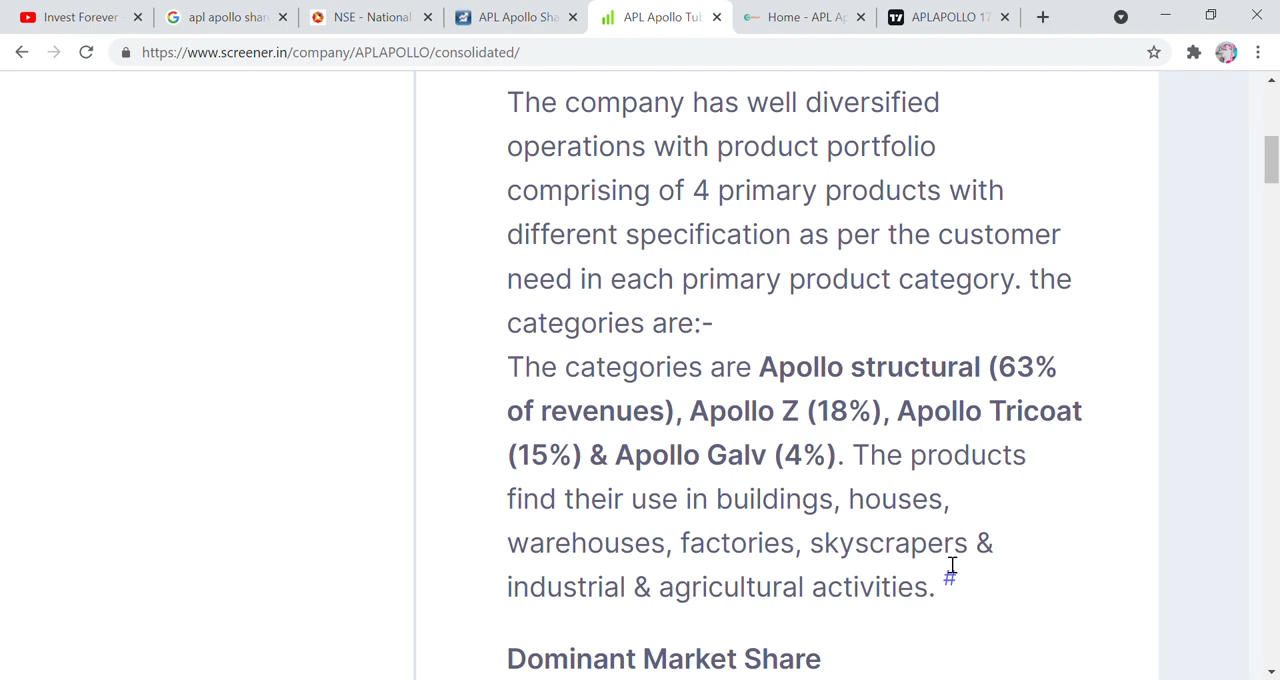 Invest Forever
apl apollo shar
NSE - National
APL Apollo Sha
APL Apollo Tub
Home - APL Ap
APLAPOLLO 17
https://www.screener.in/company/APLAPOLLO/consolidated/
The company has well diversified
operations with product portfolio
comprising of 4 primary products with
different specification as per the customer
need in each primary product category. the
categories are:-
The categories are Apollo structural (63%
of revenues), Apollo Z (18%), Apollo Tricoat
(15%) & Apollo Galv (4%). The products
find their use in buildings, houses,
warehouses, factories, skyscrapers &
industrial & agricultural activities. #
Dominant Market Share